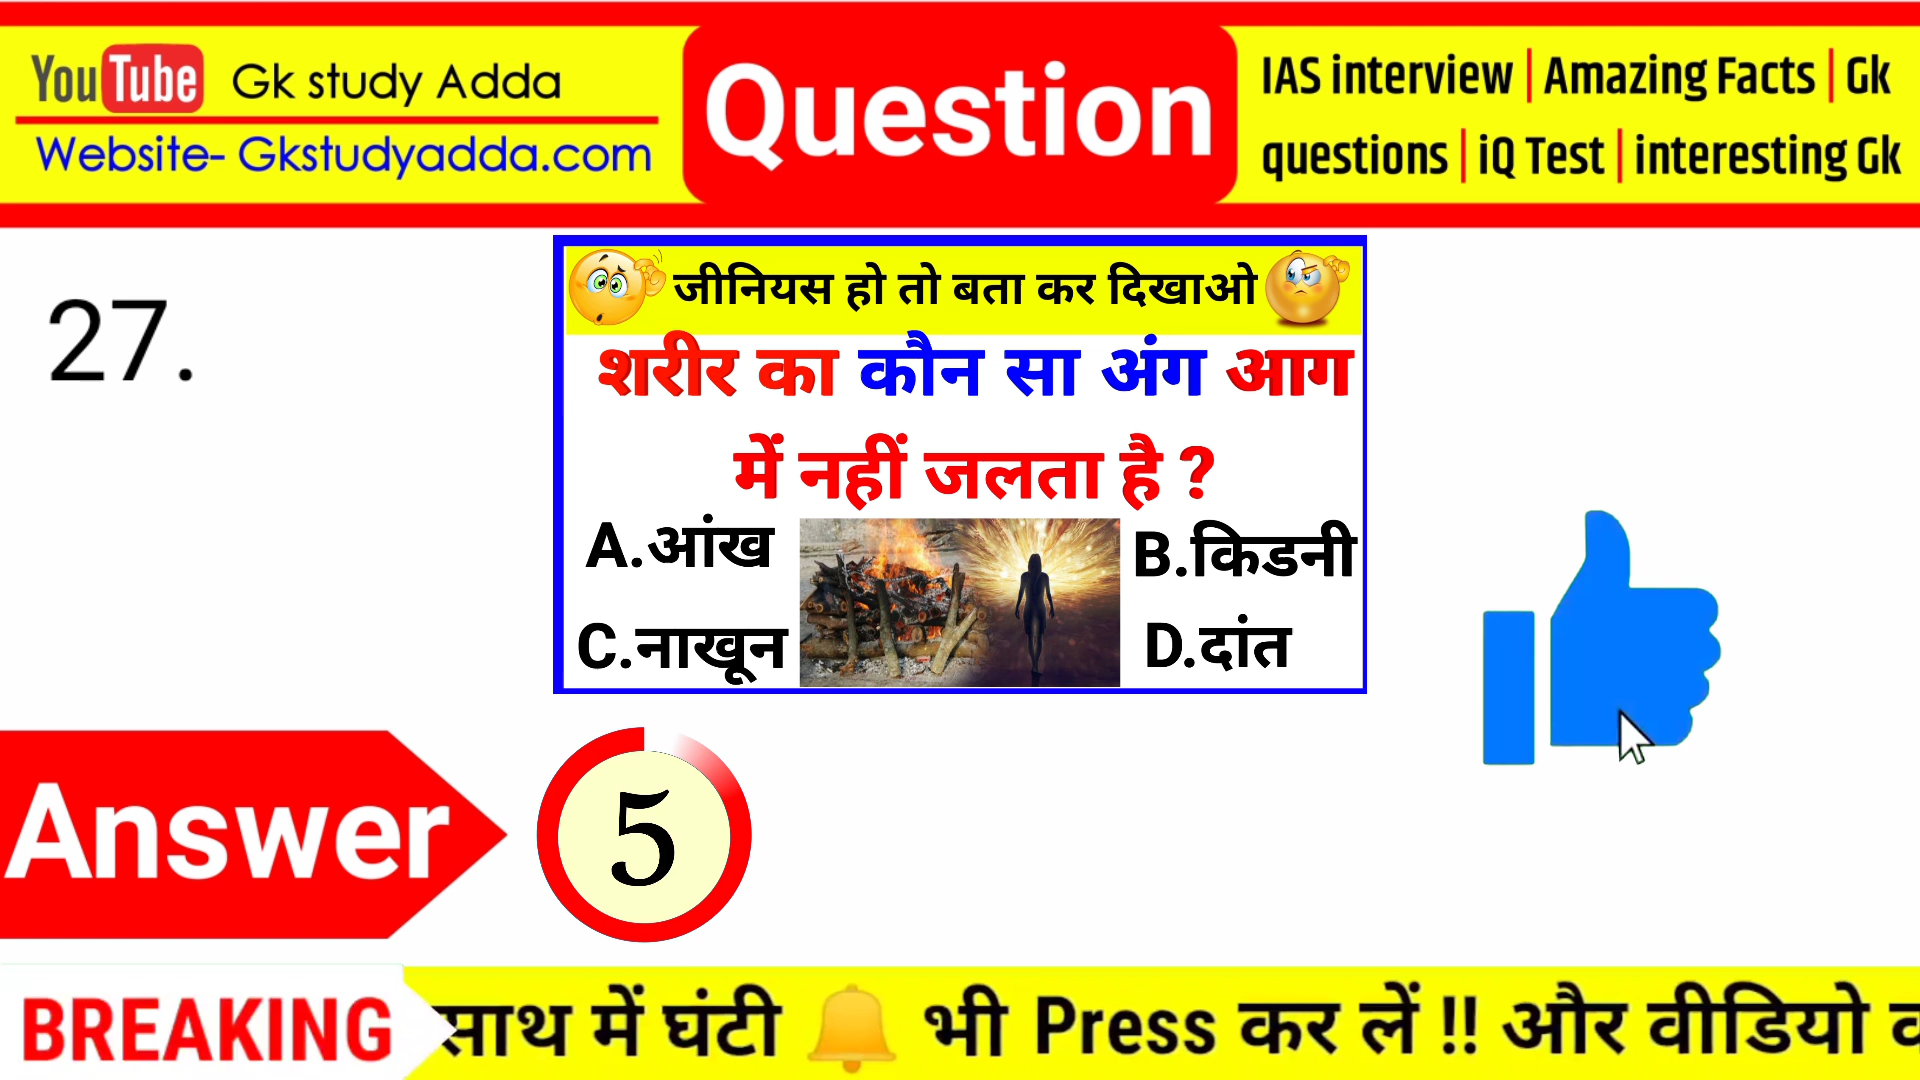 YouTube Gk study Adda
Website- Gkstudyadda.com
Question
IAS interview | Amazing Facts | Gk
questions | iQ Test | interesting Gk
27.
जीनियस हो तो बता कर दिखाओ
शरीर का कौन सा अंग आग
में नहीं जलता है ?
A.आंख
B.किडनी
C.नाखून
D.दांत
Answer
5
BREAKING
साथ में घंटी 🔔 भी Press कर लें !! और वीडियो